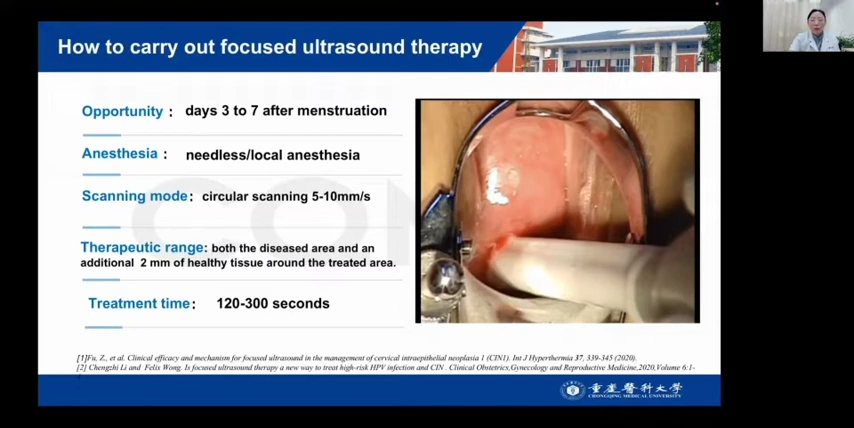 How to carry out focused ultrasound therapy
Opportunity： days 3 to 7 after menstruation
Anesthesia： needless/local anesthesia
Scanning mode：circular scanning 5-10mm/s
Therapeutic range: both the diseased area and an
additional 2 mm of healthy tissue around the treated area.
Treatment time： 120-300 seconds
[1]Fu, Z., et al. Clinical efficacy and mechanism for focused ultrasound in the management of cervical intraepithelial neoplasia 1 (CIN1). Int J Hyperthermia 37, 339-345 (2020).
[2] Chengzhi Li and Felix Wong. Is focused ultrasound therapy a new way to treat high-risk HPV infection and CIN . Clinical Obstetrics,Gynecology and Reproductive Medicine,2020,Volume 6:1-
重慶醫科大學
CHONGQING MEDICAL UNIVERSITY